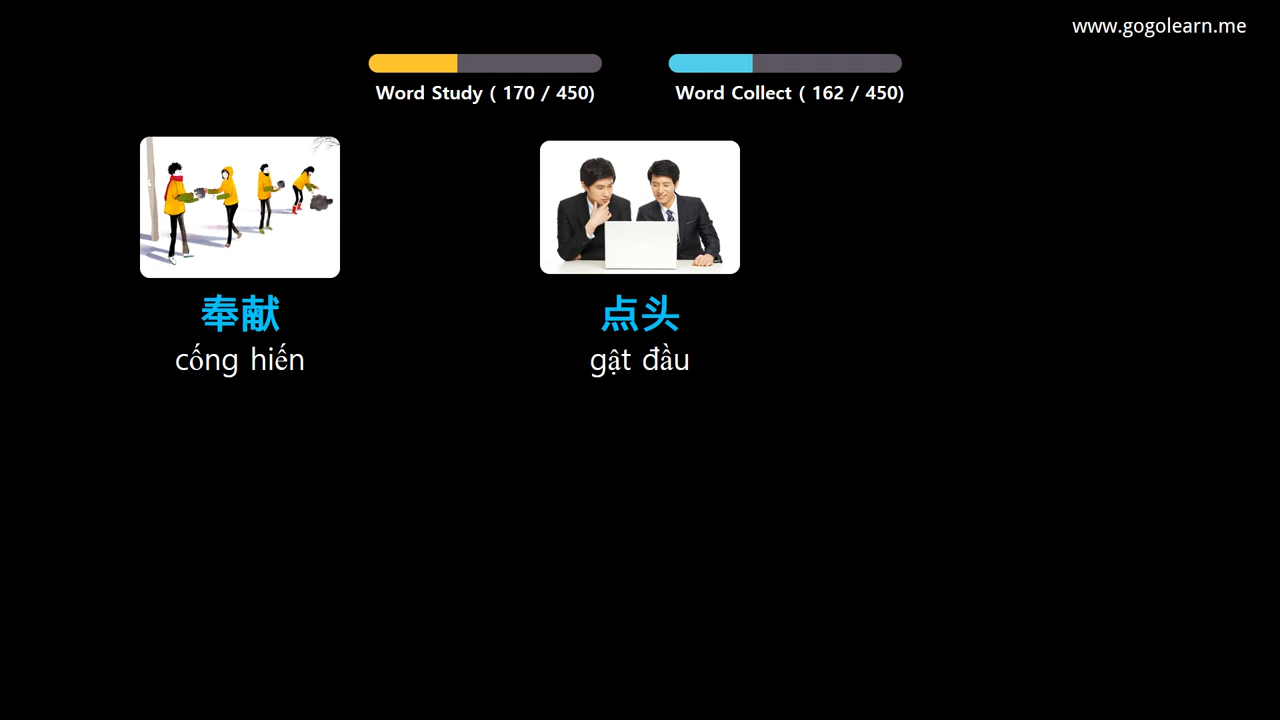 www.gogolearn.me
Word Study ( 170 / 450)
Word Collect ( 162 / 450)
奉献
cống hiến
点头
gật đầu